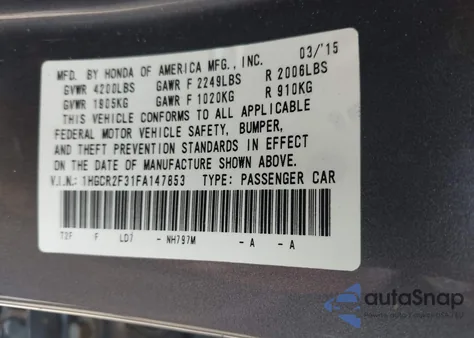 MFD. BY HONDA OF AMERICA MFG., INC. 03/'15
GVWR 4200LBS GAWR F 2249LBS R 2006LBS
GVWR 1905KG GAWR F 1020KG R 910KG
THIS VEHICLE CONFORMS TO ALL APPLICABLE
FEDERAL MOTOR VEHICLE SAFETY, BUMPER,
AND THEFT PREVENTION STANDARDS IN EFFECT
ON THE DATE OF MANUFACTURE SHOWN ABOVE.
V.I.N.: 1HGCR2F31FA147853 TYPE: PASSENGER CAR
T2F F LD7 - NH797M - A - A
autoSnap